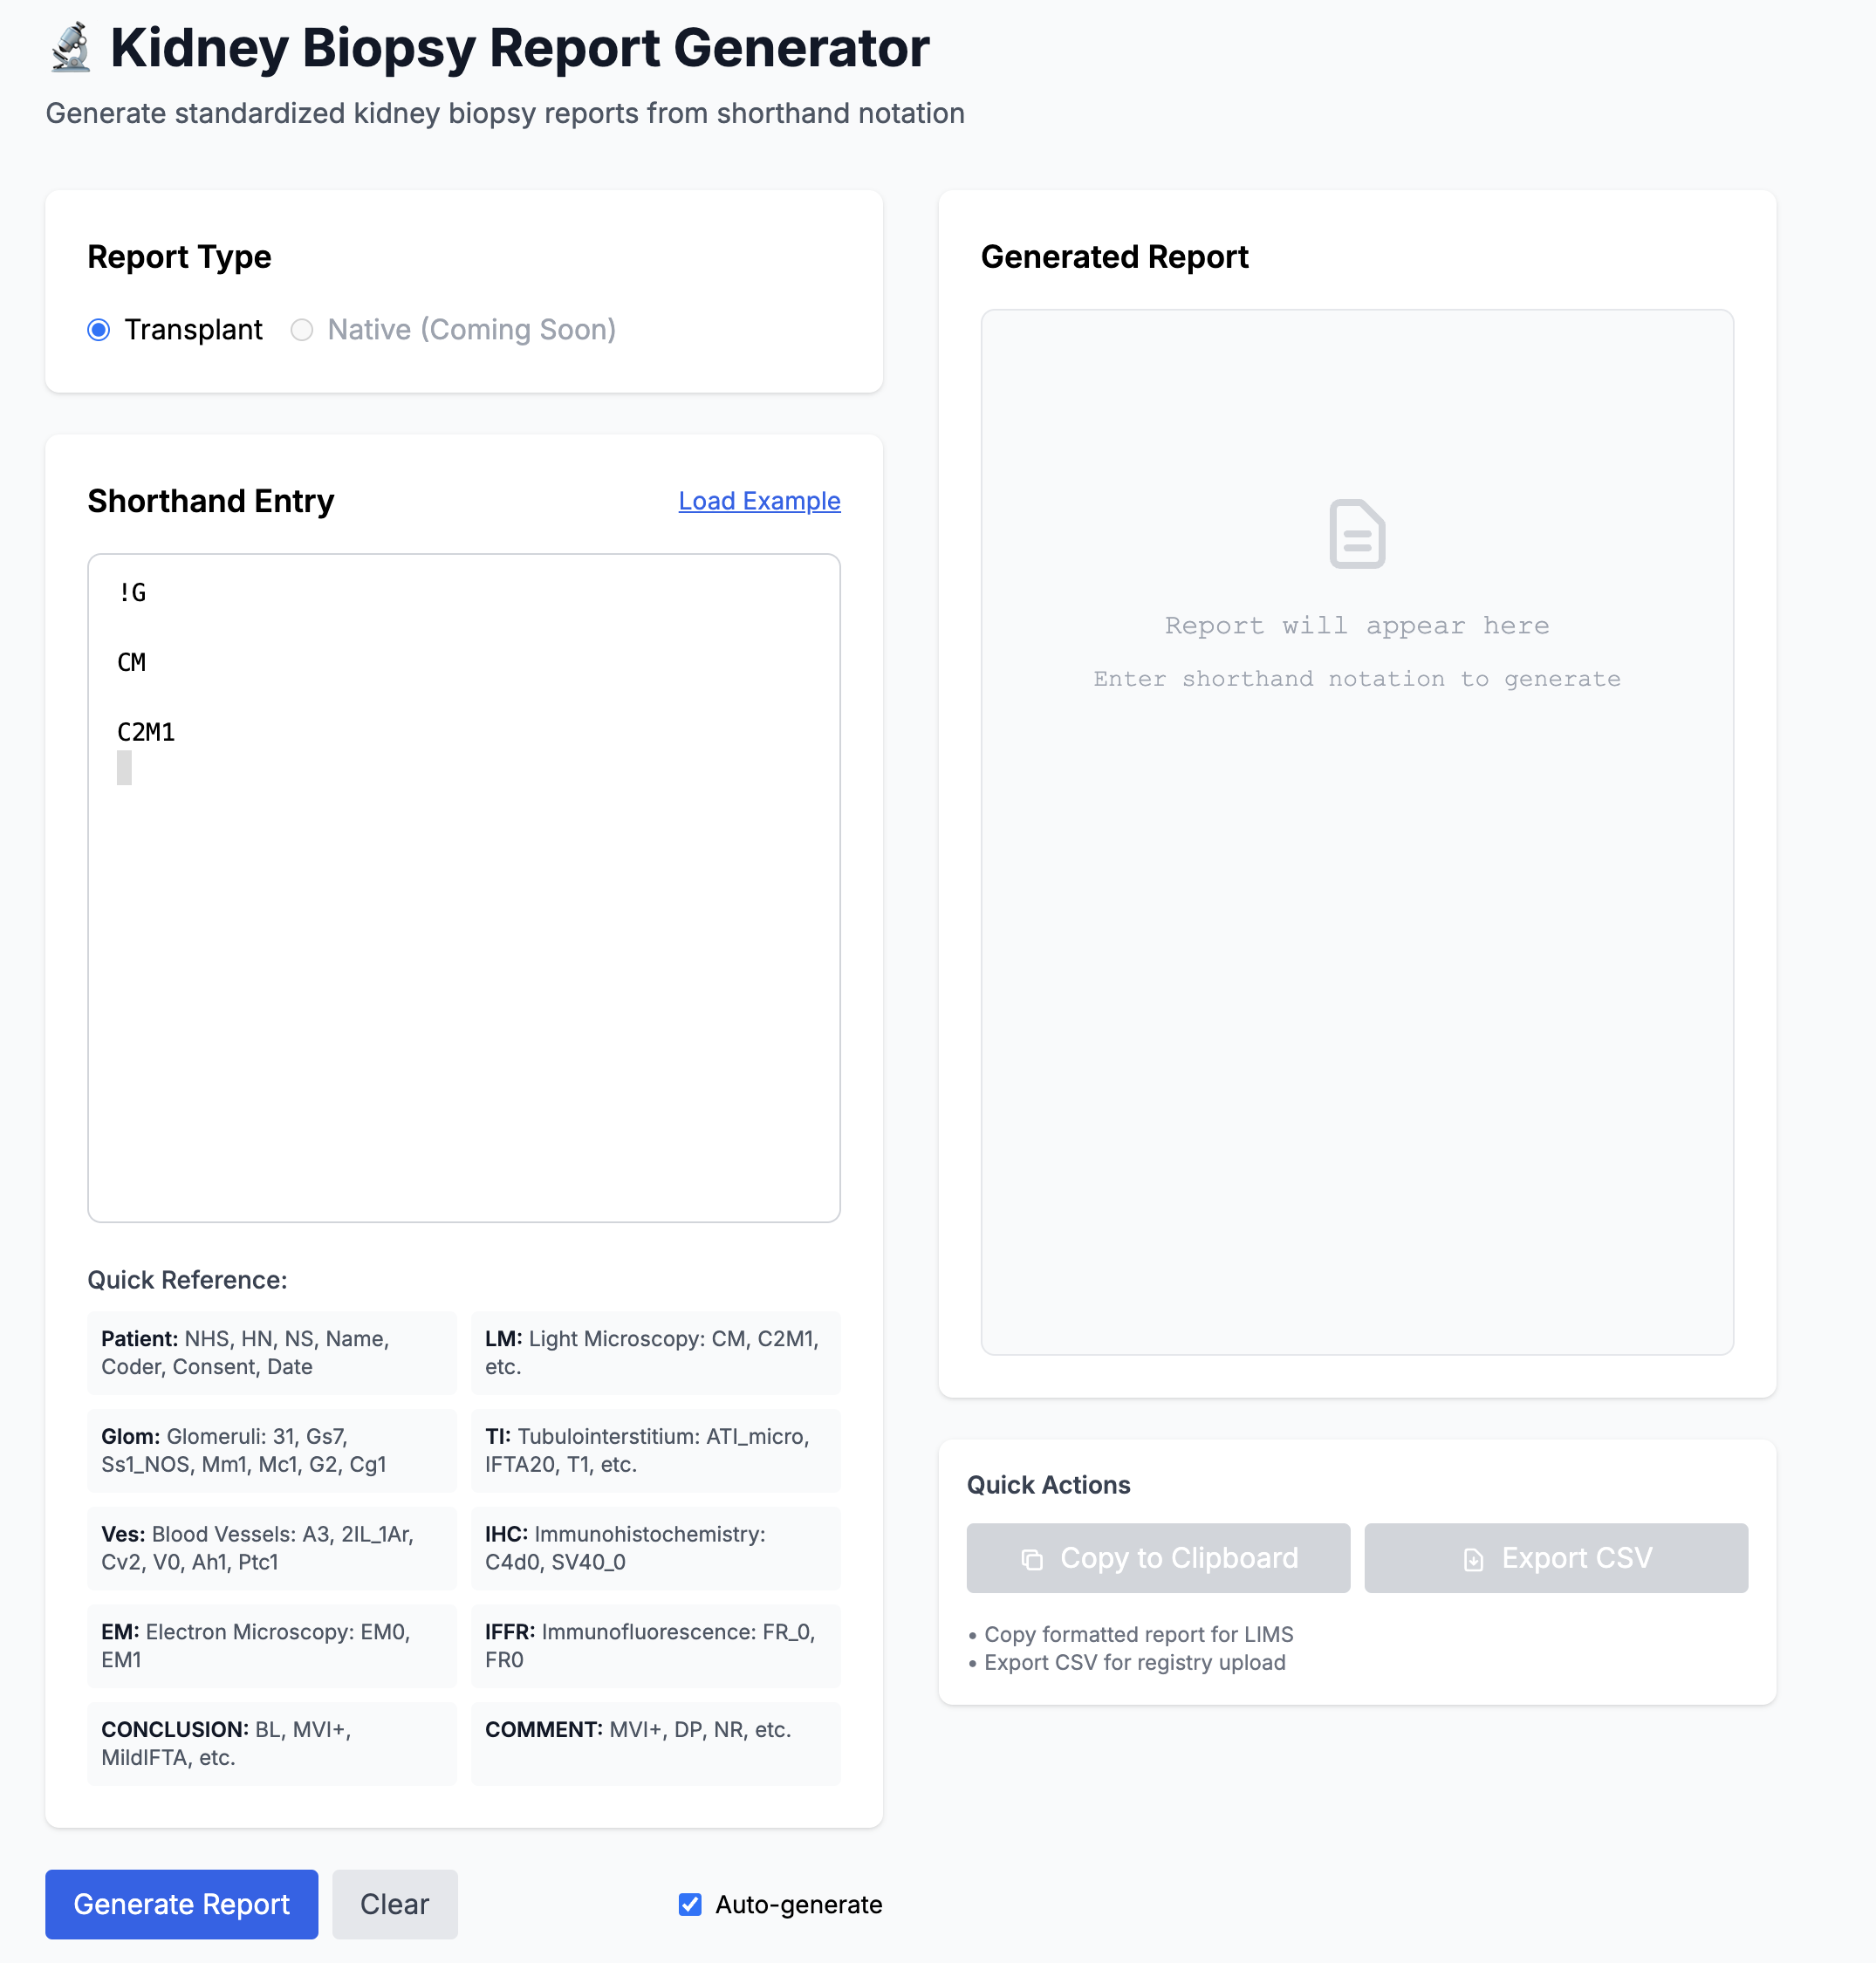 🔬 Kidney Biopsy Report Generator
Generate standardized kidney biopsy reports from shorthand notation
Report Type
Transplant
Native (Coming Soon)
Shorthand Entry
Load Example
!G
CM
C2M1
Quick Reference:
Patient: NHS, HN, NS, Name,
Coder, Consent, Date
LM: Light Microscopy: CM, C2M1,
etc.
Glom: Glomeruli: 31, Gs7,
Ss1_NOS, Mm1, Mc1, G2, Cg1
TI: Tubulointerstitium: ATI_micro,
IFTA20, T1, etc.
Ves: Blood Vessels: A3, 2IL_1Ar,
Cv2, V0, Ah1, Ptc1
IHC: Immunohistochemistry:
C4d0, SV40_0
EM: Electron Microscopy: EM0,
EM1
IFFR: Immunofluorescence: FR_0,
FR0
CONCLUSION: BL, MVI+,
MildIFTA, etc.
COMMENT: MVI+, DP, NR, etc.
Generate Report
Clear
Auto-generate
Generated Report
Report will appear here
Enter shorthand notation to generate
Quick Actions
Copy to Clipboard
Export CSV
• Copy formatted report for LIMS
• Export CSV for registry upload